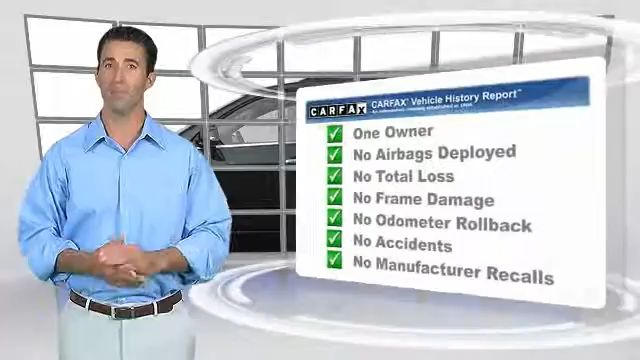 CARFAX CARFAX® Vehicle History Report™
One Owner
No Airbags Deployed
No Total Loss
No Frame Damage
No Odometer Rollback
No Accidents
No Manufacturer Recalls